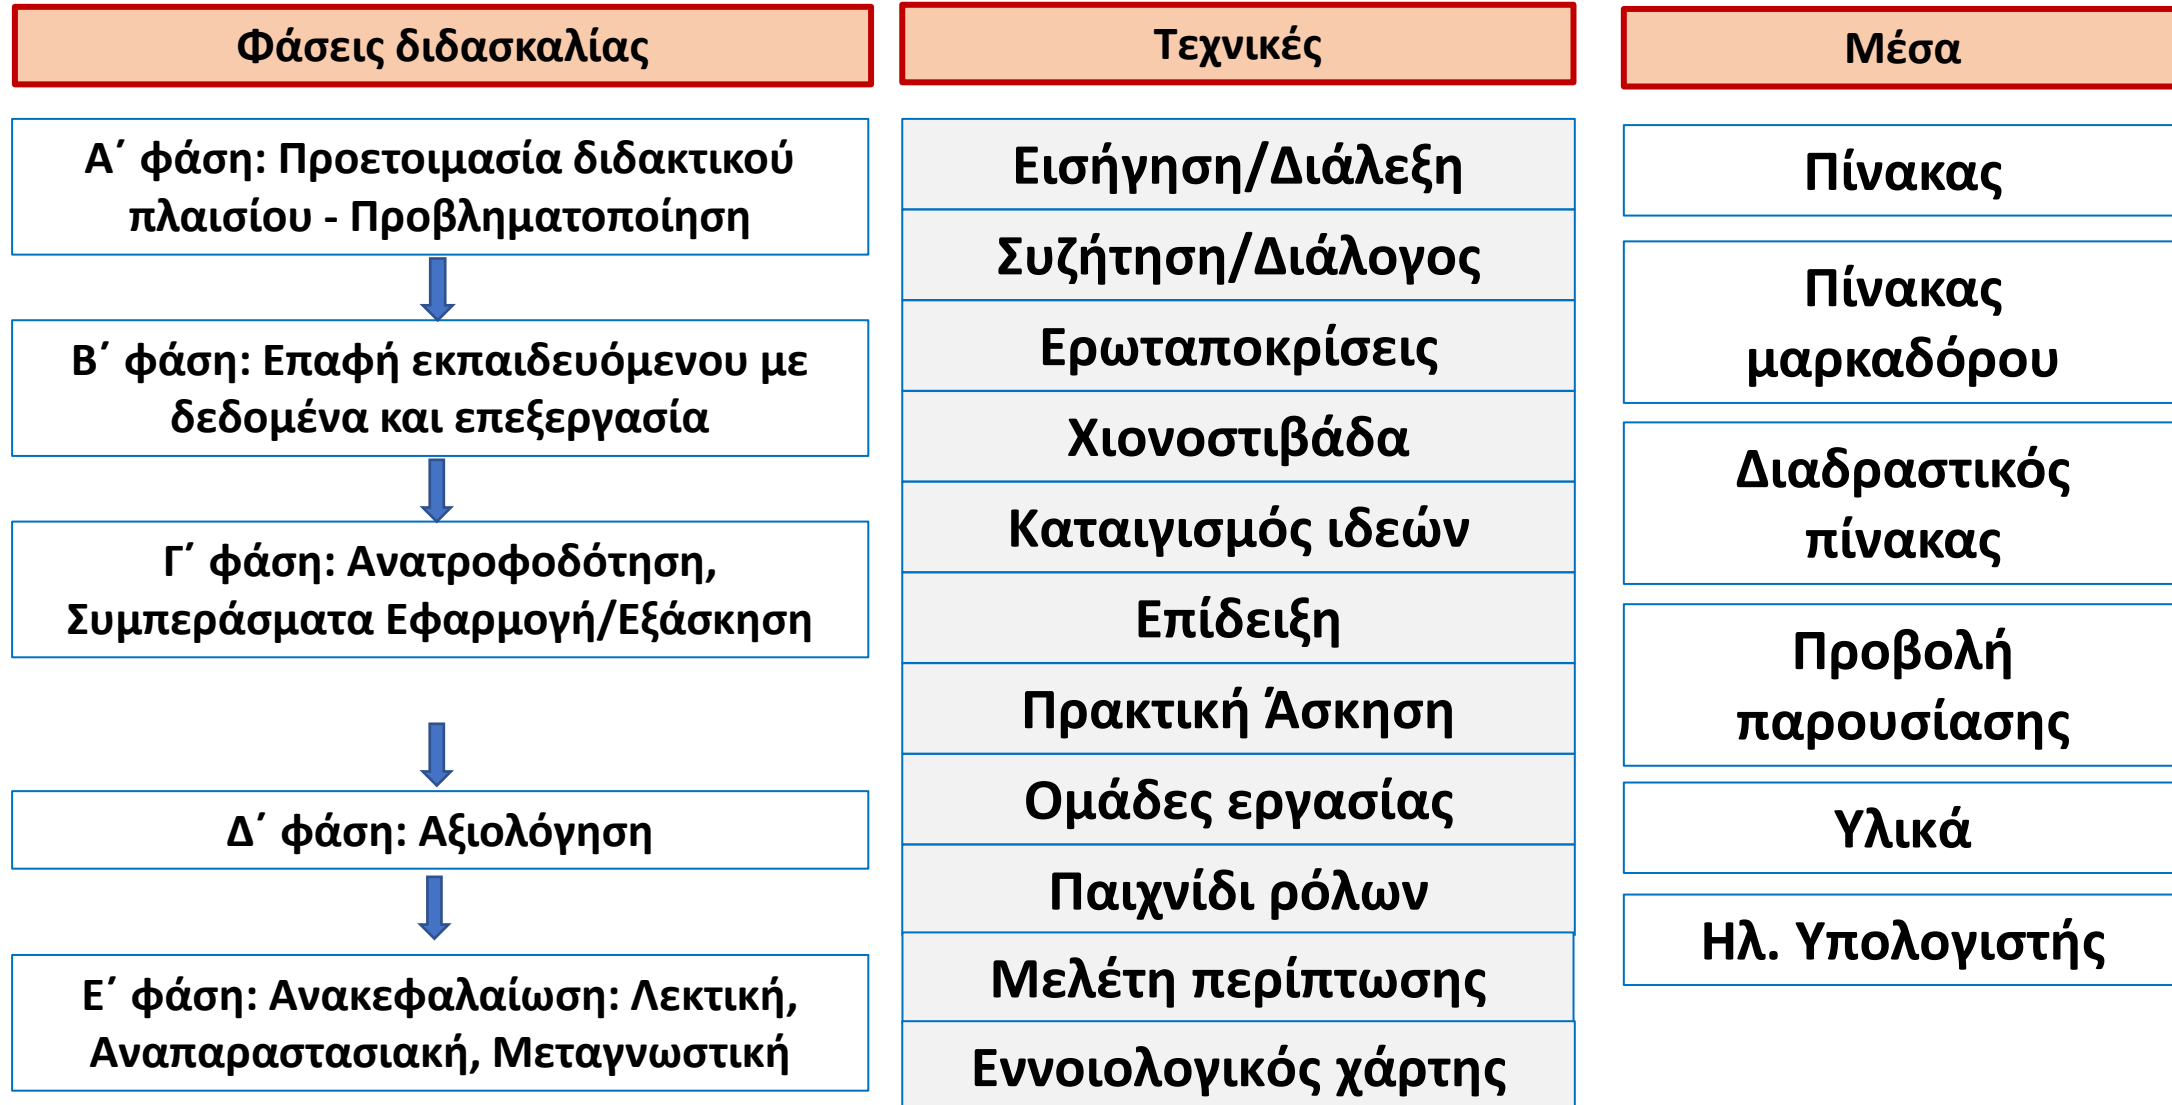 Φάσεις διδασκαλίας
Α΄ φάση: Προετοιμασία διδακτικού
πλαισίου - Προβληματοποίηση
Β΄ φάση: Επαφή εκπαιδευόμενου με
δεδομένα και επεξεργασία
Γ΄ φάση: Ανατροφοδότηση,
Συμπεράσματα Εφαρμογή/Εξάσκηση
Δ΄ φάση: Αξιολόγηση
Ε΄ φάση: Ανακεφαλαίωση: Λεκτική,
Αναπαραστασιακή, Μεταγνωστική
Τεχνικές
Εισήγηση/Διάλεξη
Συζήτηση/Διάλογος
Ερωταποκρίσεις
Χιονοστιβάδα
Καταιγισμός ιδεών
Επίδειξη
Πρακτική Άσκηση
Ομάδες εργασίας
Παιχνίδι ρόλων
Μελέτη περίπτωσης
Εννοιολογικός χάρτης
Μέσα
Πίνακας
Πίνακας
μαρκαδόρου
Διαδραστικός
πίνακας
Προβολή
παρουσίασης
Υλικά
Ηλ. Υπολογιστής